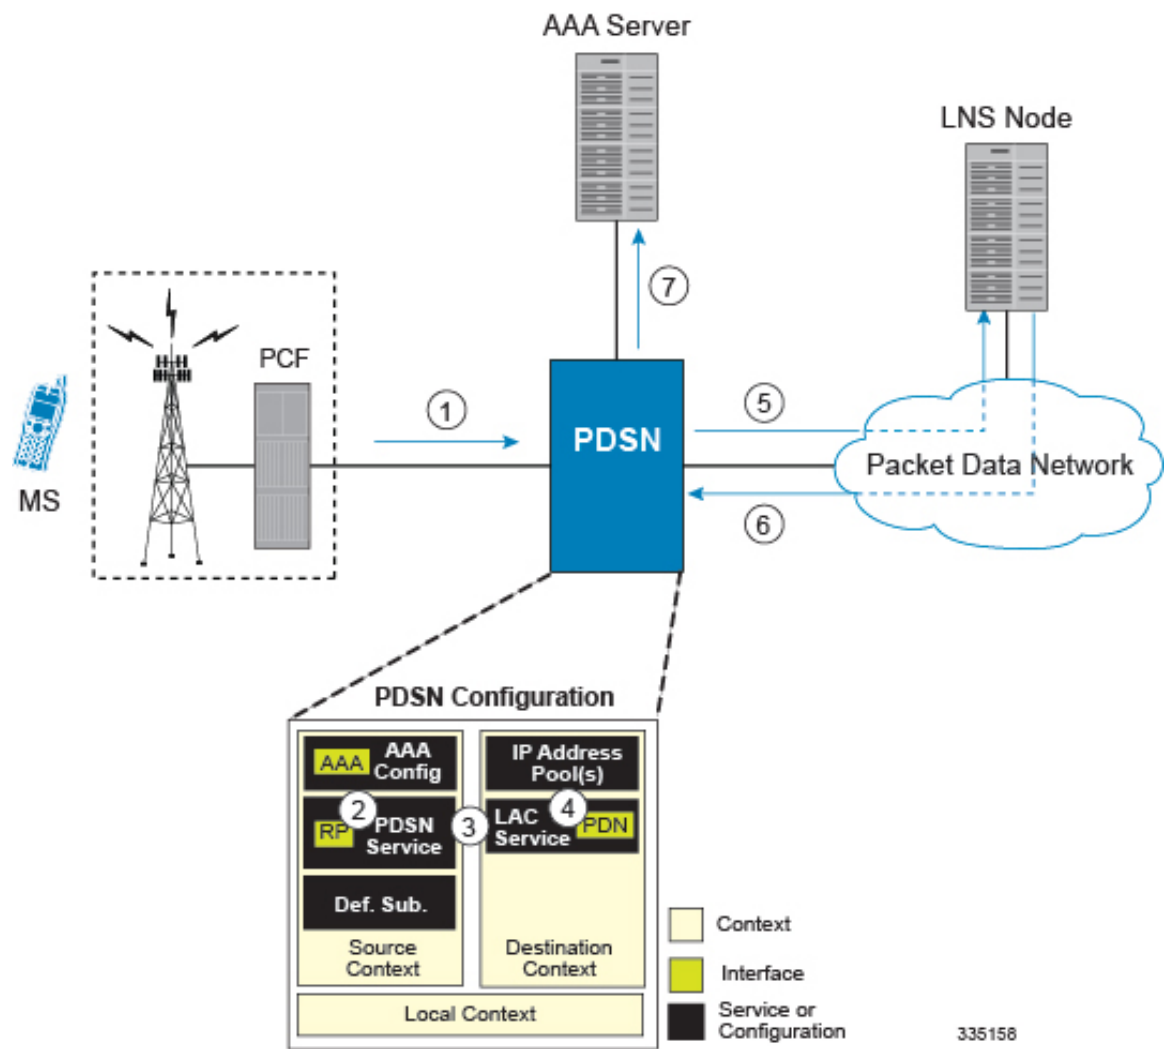 AAA Server
LNS Node
7
PCF
1
5
PDSN
Packet Data Network
MS
6
PDSN Configuration
AAA
AAA
Config
IP Address
Pool(s)
2
3
4
RP
PDSN
Service
LAC
Service
PDN
Def. Sub.
Source
Context
Destination
Context
Local Context
Context
Interface
Service or
Configuration
335158